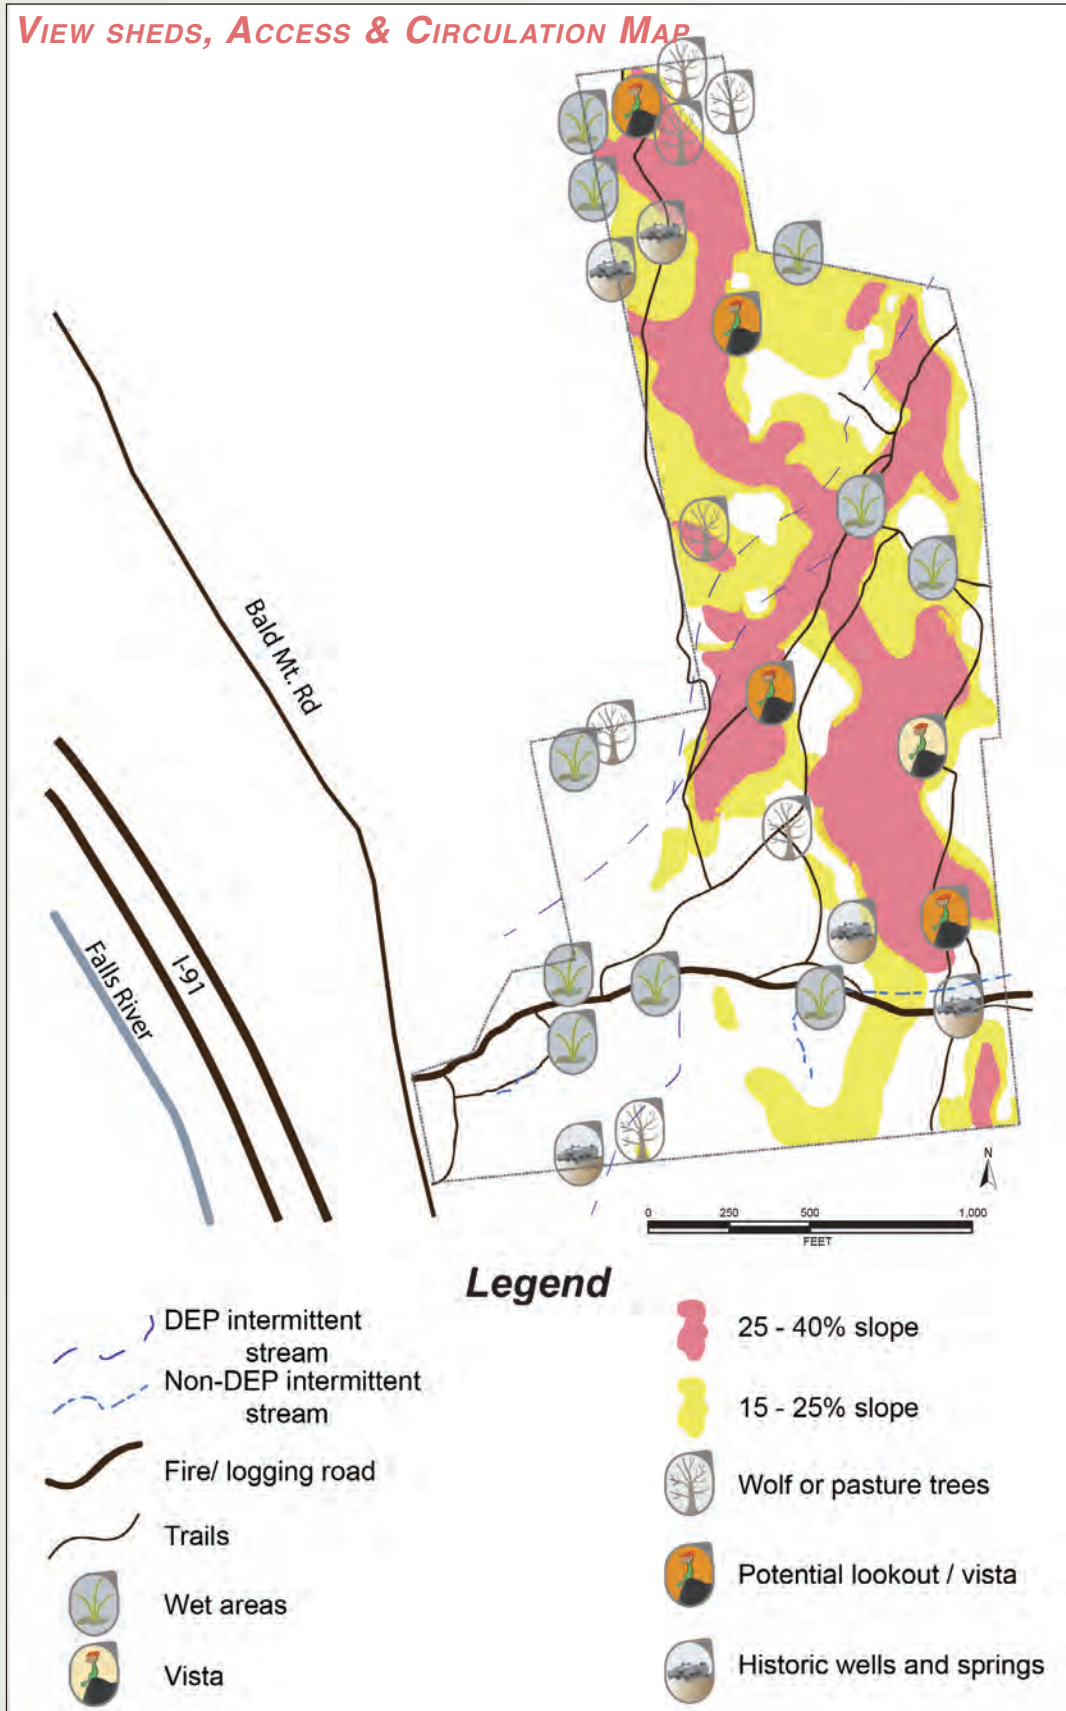 VIEW SHEDS, ACCESS & CIRCULATION MAP
Bald Mt. Rd
I-91
Falls River
N
0 250 500 1,000
FEET
Legend
DEP intermittent
stream
Non-DEP intermittent
stream
Fire/ logging road
Trails
Wet areas
Vista
25 - 40% slope
15 - 25% slope
Wolf or pasture trees
Potential lookout / vista
Historic wells and springs